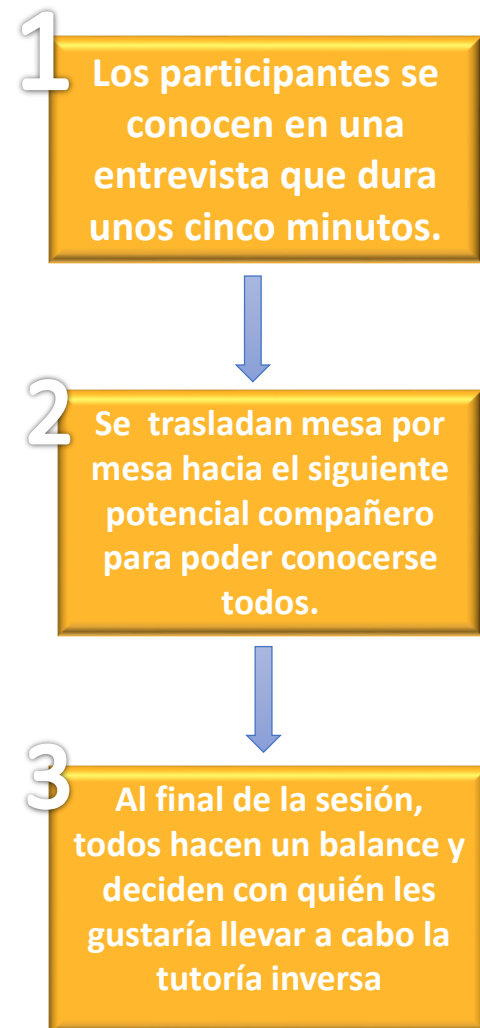 1
Los participantes se
conocen en una
entrevista que dura
unos cinco minutos.
2
Se trasladan mesa por
mesa hacia el siguiente
potencial compañero
para poder conocerse
todos.
3
Al final de la sesión,
todos hacen un balance y
deciden con quién les
gustaría llevar a cabo la
tutoría inversa